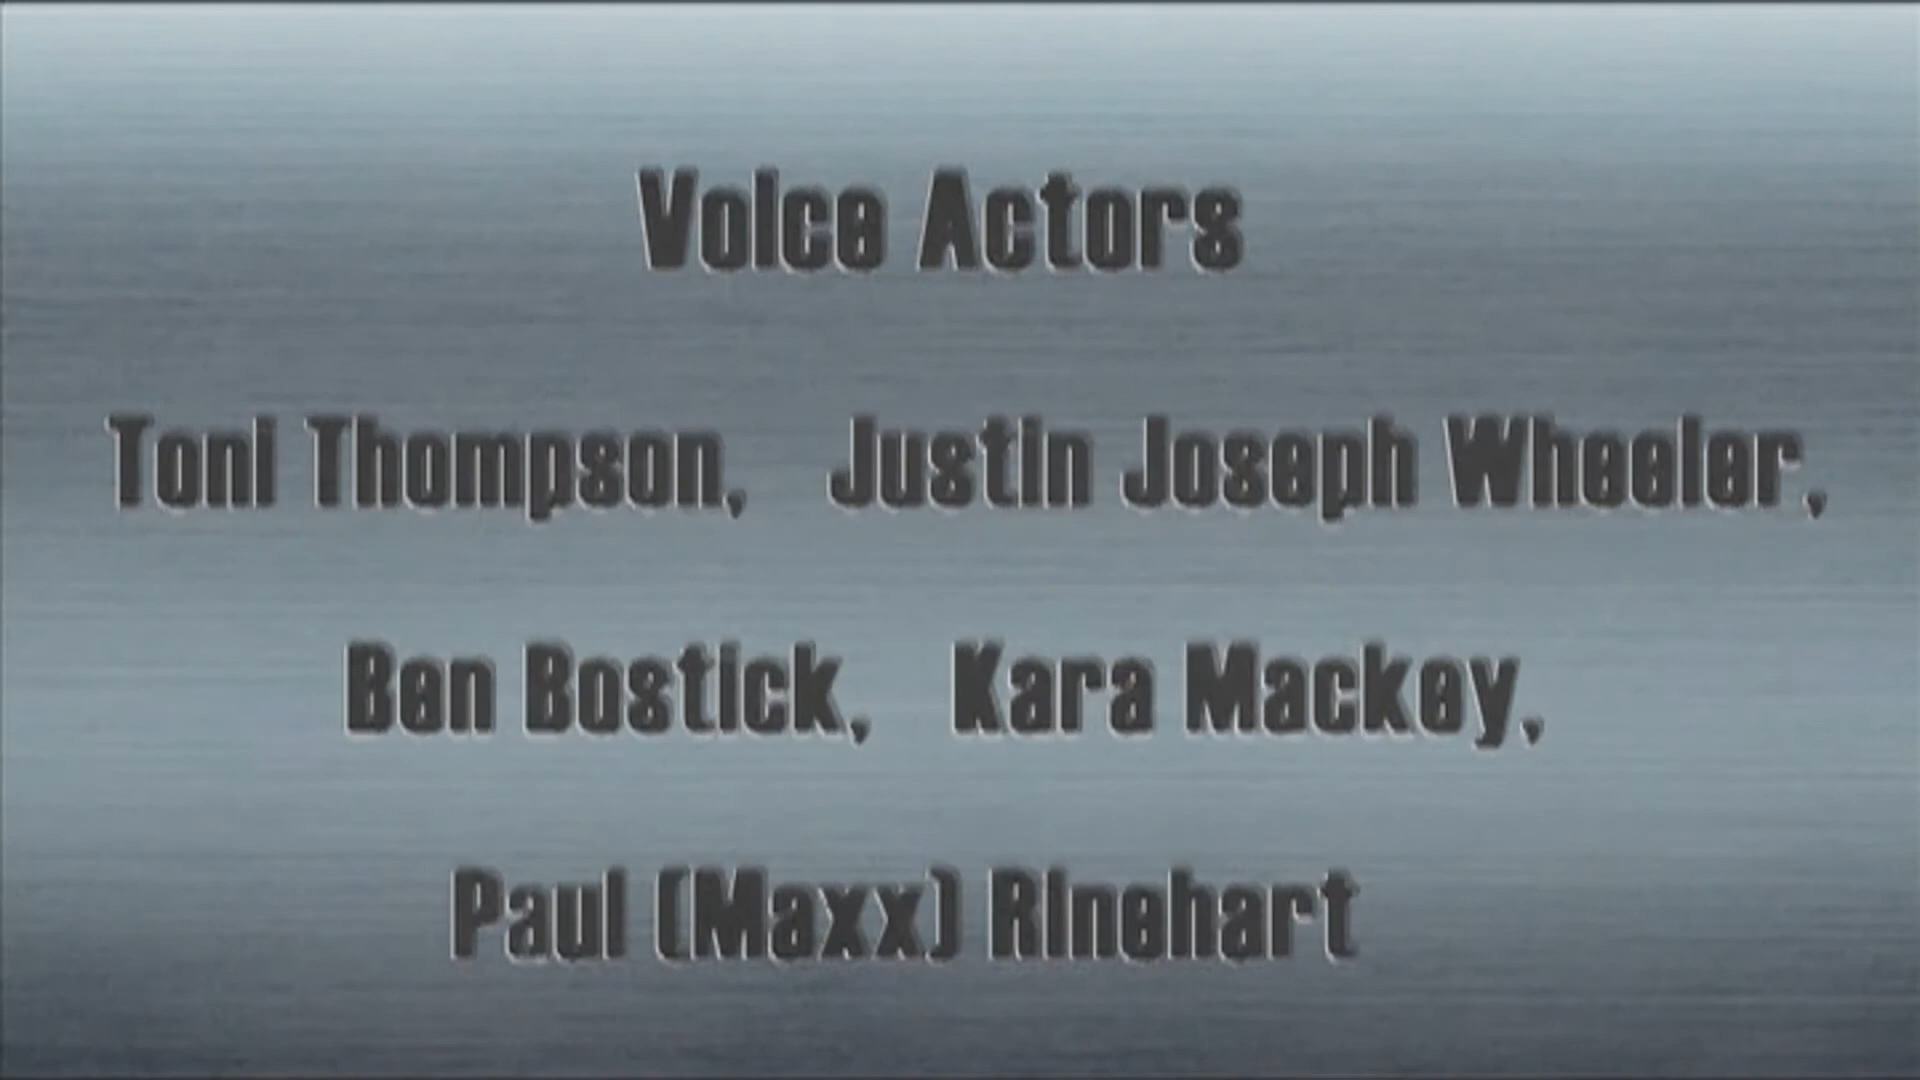 Voice Actors
Toni Thompson, Justin Joseph Wheeler,
Ben Bostick, Kara Mackey,
Paul (Maxx) Rinehart